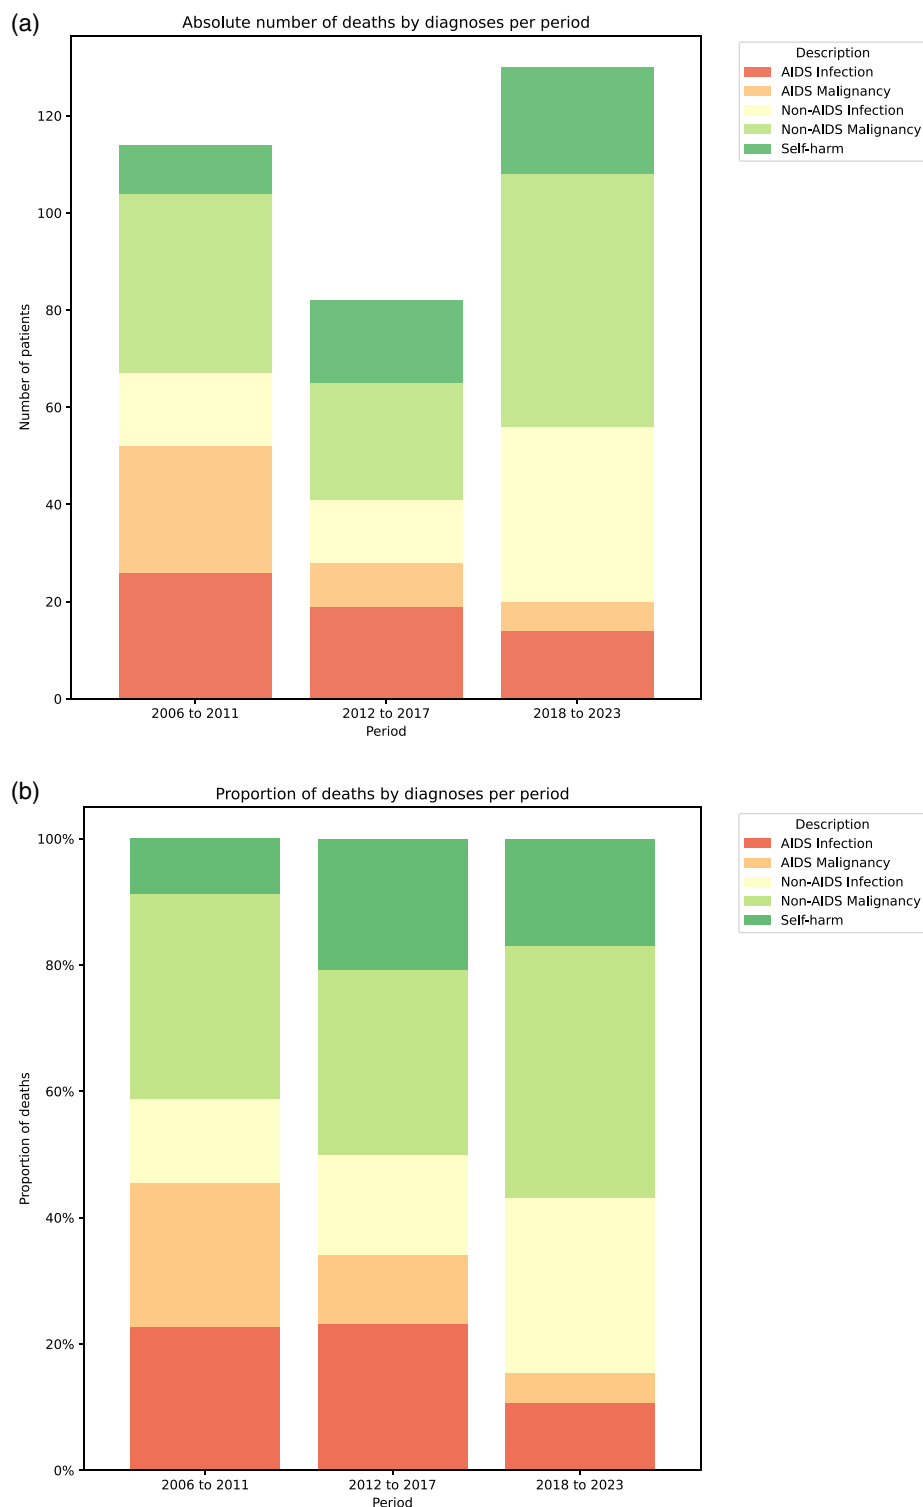 (a)
Absolute number of deaths by diagnoses per period
Description
AIDS Infection
AIDS Malignancy
Non-AIDS Infection
Non-AIDS Malignancy
Self-harm
120
100
80
60
40
20
0
Number of patients
2006 to 2011
2012 to 2017
2018 to 2023
Period
(b)
Proportion of deaths by diagnoses per period
Description
AIDS Infection
AIDS Malignancy
Non-AIDS Infection
Non-AIDS Malignancy
Self-harm
100%
80%
60%
40%
20%
0%
Proportion of deaths
2006 to 2011
2012 to 2017
2018 to 2023
Period